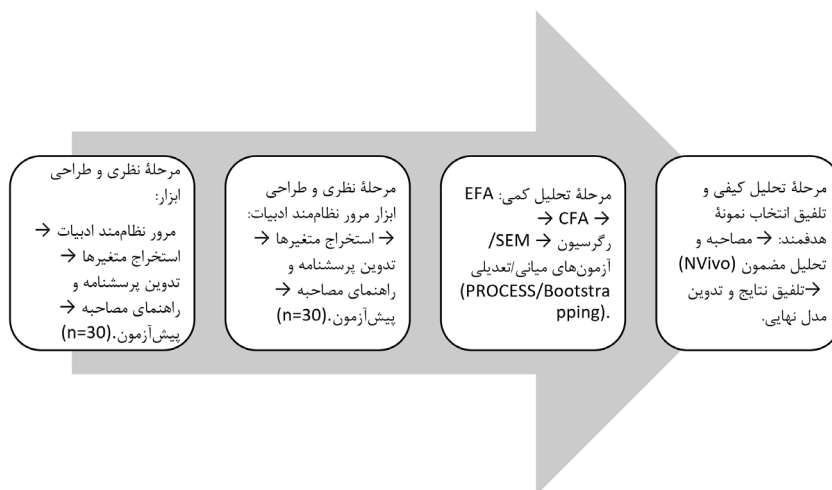 مرحلهٔ نظری و طراحی
ابزار:
مرور نظام‌مند ادبیات →
استخراج متغیرها →
تدوین پرسشنامه و
راهنمای مصاحبه →
پیش‌آزمون.(n=30)
مرحلهٔ نظری و طراحی
ابزار مرور نظام‌مند ادبیات:
→ استخراج متغیرها →
تدوین پرسشنامه و
راهنمای مصاحبه →
پیش‌آزمون.(n=30)
مرحلهٔ تحلیل کمی: EFA
→ CFA →
رگرسیون → SEM/
آزمون‌های میانی/تعدیلی
(PROCESS/Bootstra
pping).
مرحلهٔ تحلیل کیفی و
تلفیق انتخاب نمونهٔ
هدفمند: → مصاحبه و
تحلیل مضمون (NVivo)
→تلفیق نتایج و تدوین
مدل نهایی.